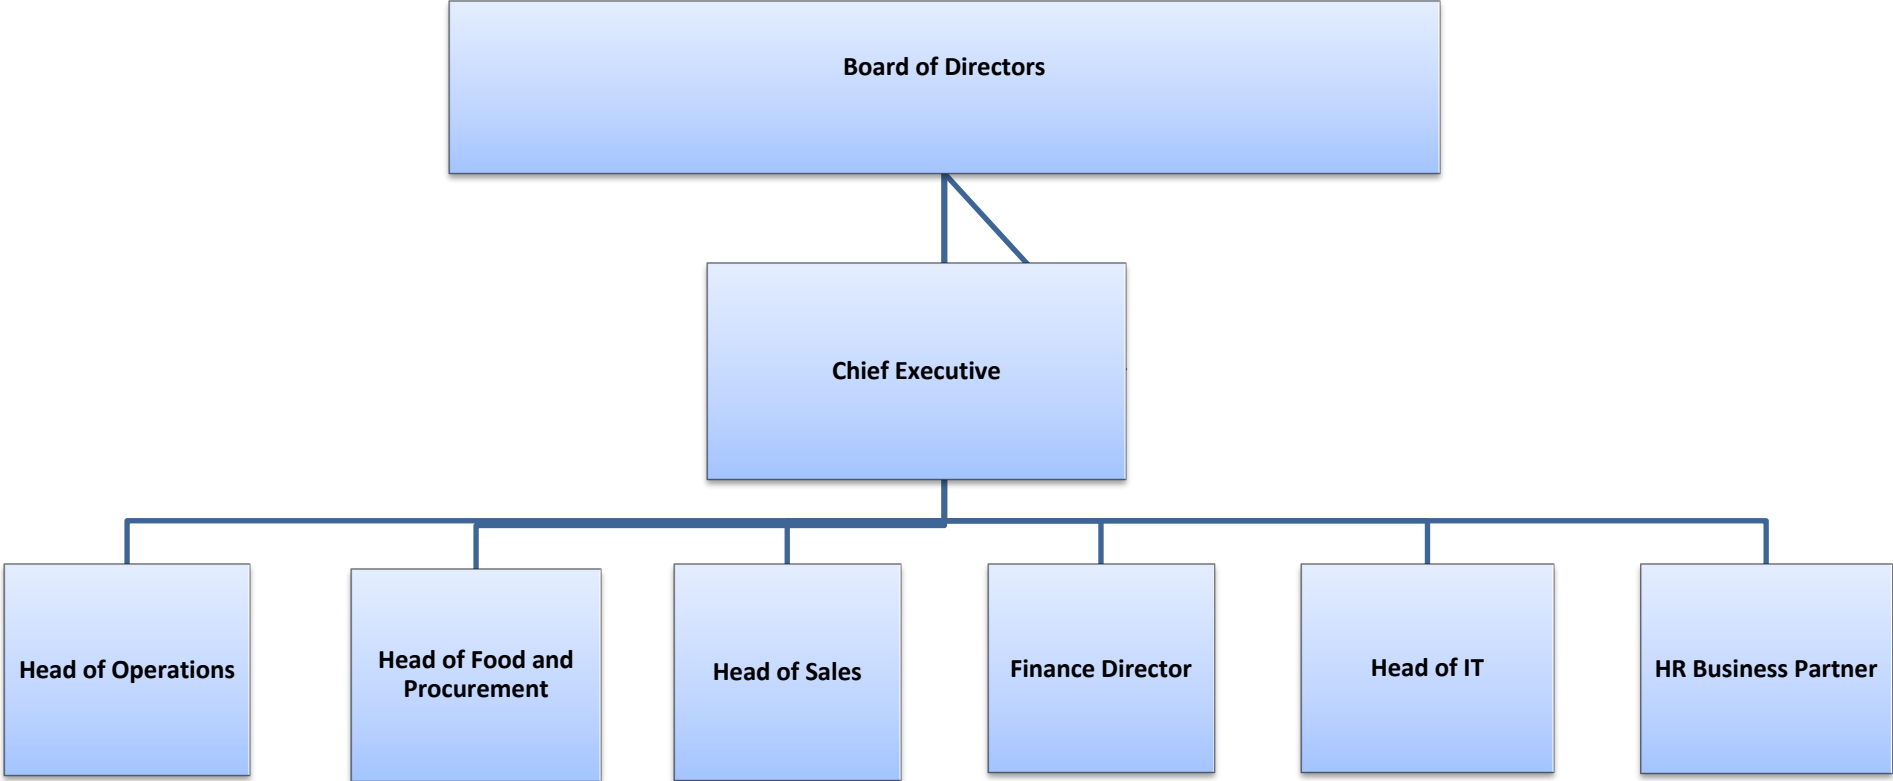 Board of Directors
Chief Executive
Head of Operations
Head of Food and
Procurement
Head of Sales
Finance Director
Head of IT
HR Business Partner